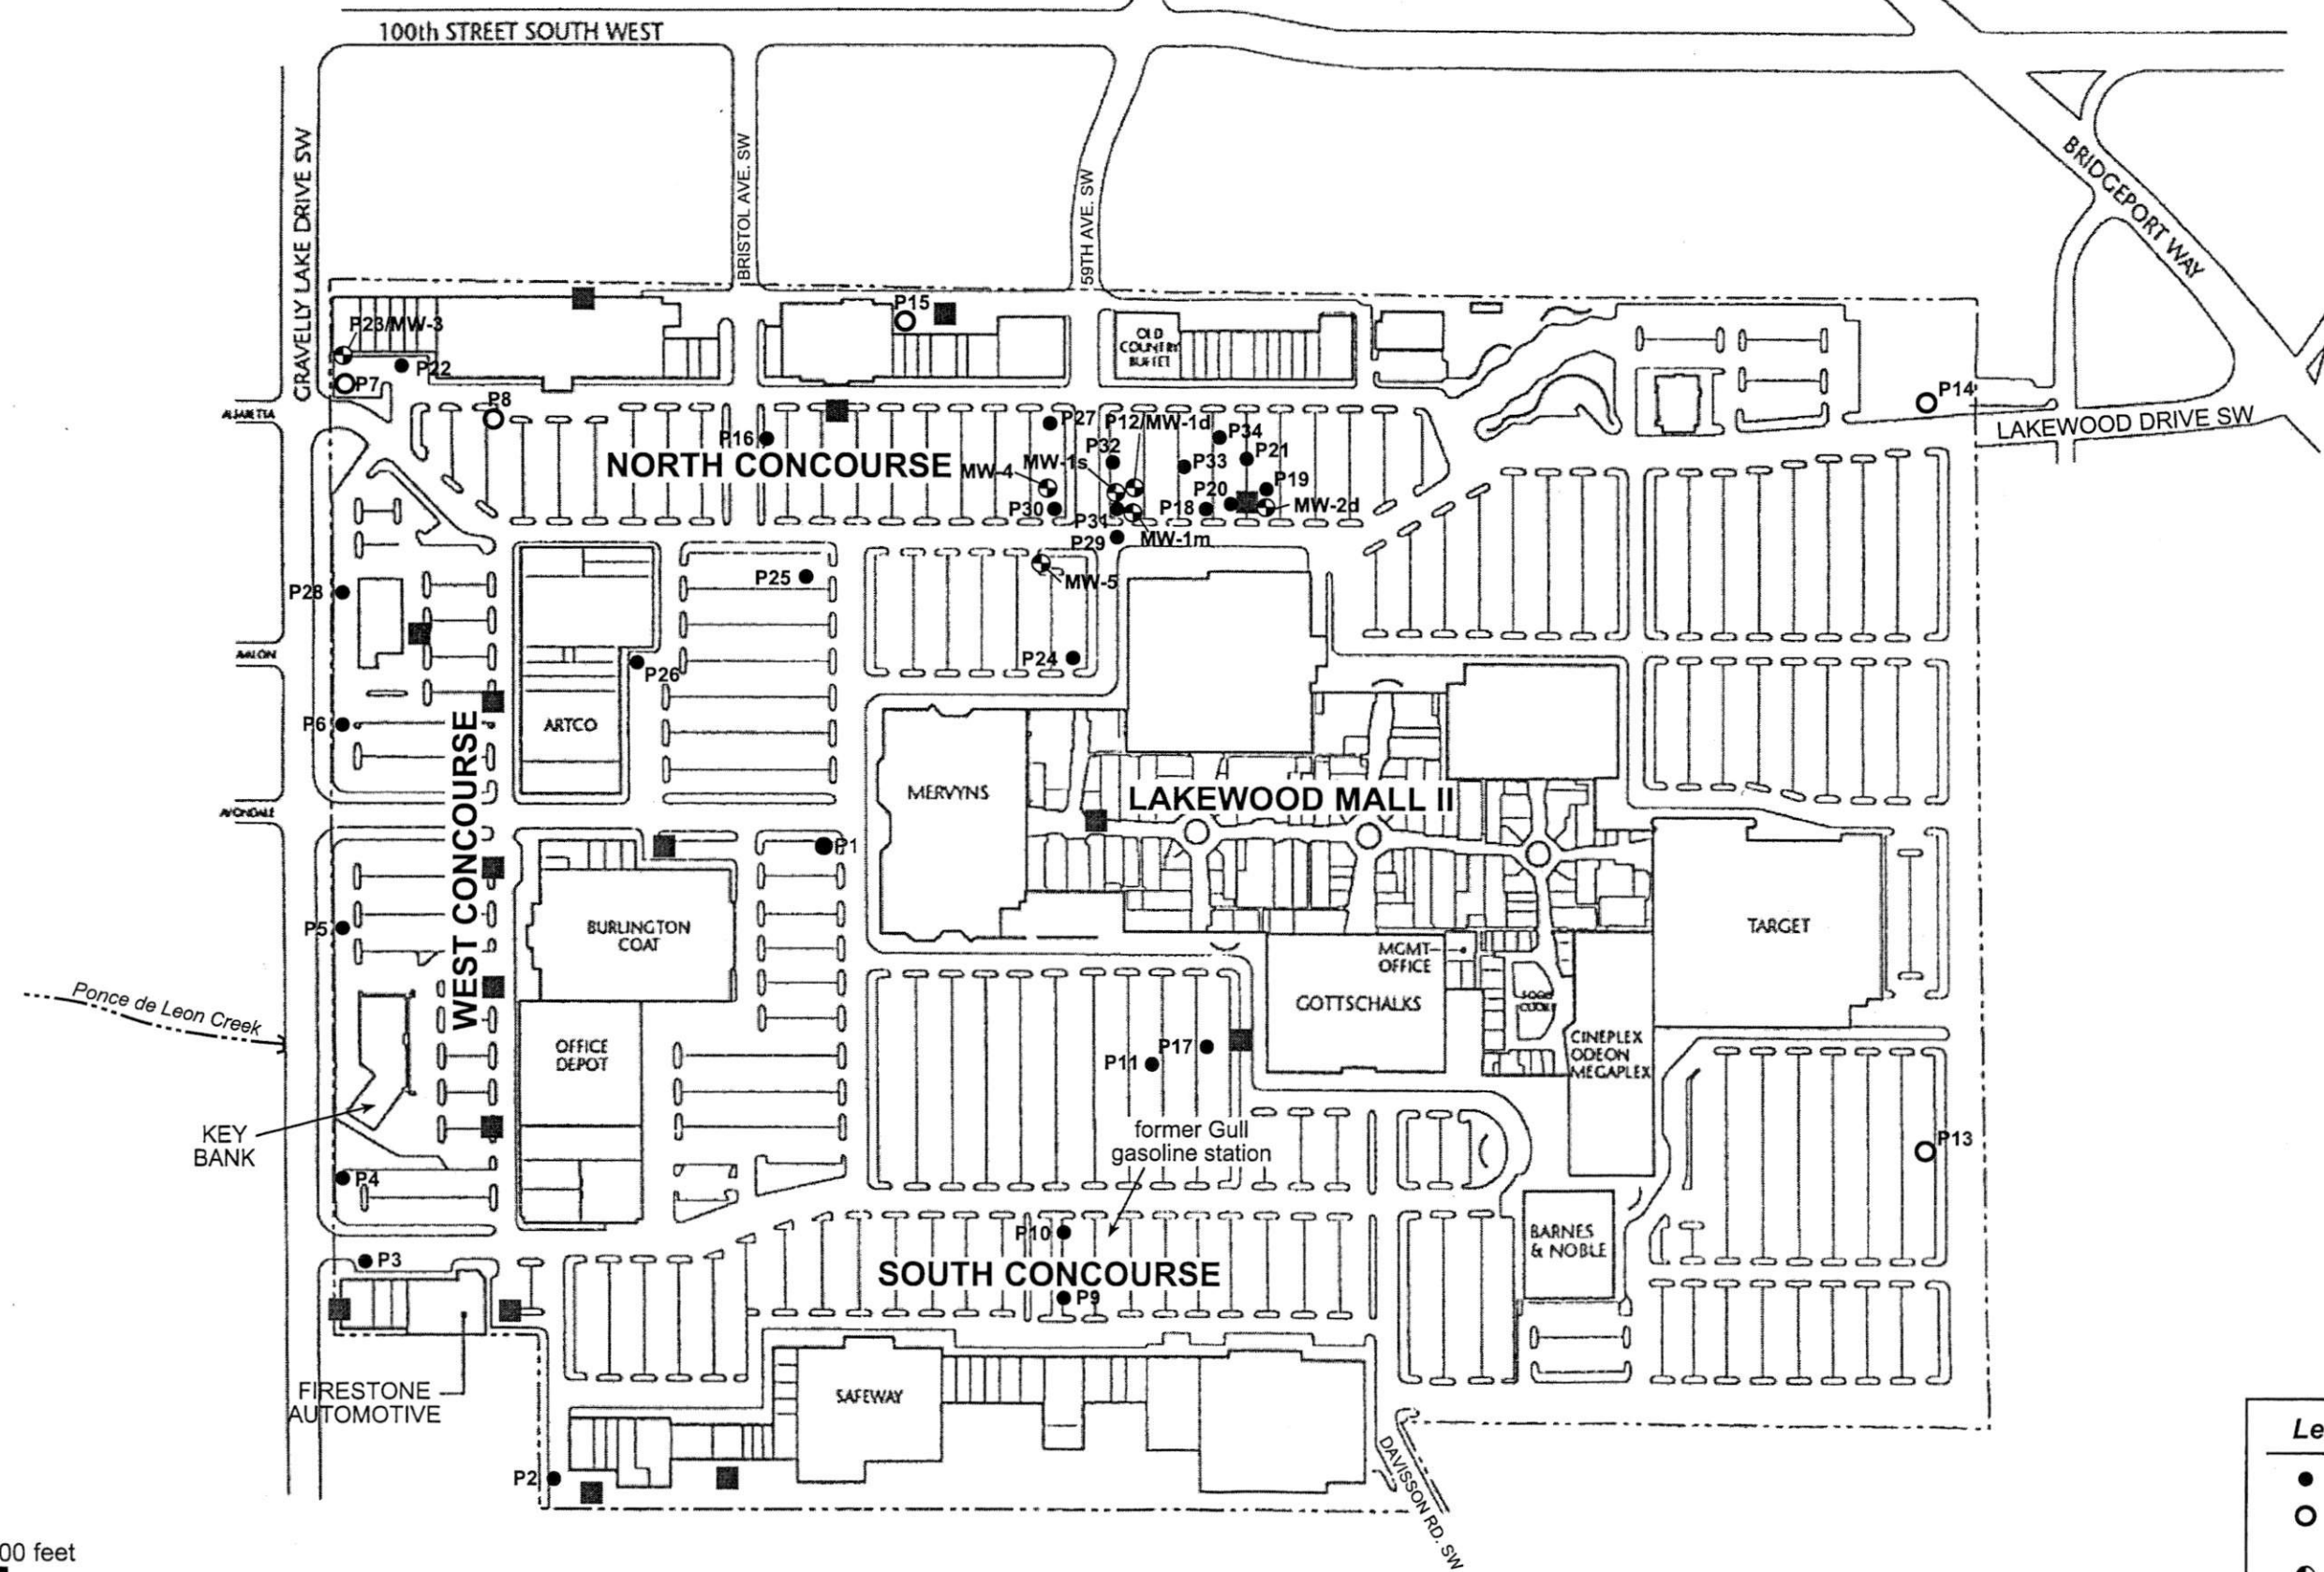 100th STREET SOUTH WEST
GRAVELLY LAKE DRIVE SW
BRISTOL AVE. SW
59TH AVE. SW
BRIDGEPORT WAY
P15
P23/MW-3
OLD
COUNTRY
BUFFET
P22
P7
P14
LAKEWOOD DRIVE SW
P8
P27
P12/MW-1d
P34
P16
P32
P21
NORTH CONCOURSE
MW-4
MW-1s
P33
P19
P20
P30
P18
MW-2d
P31
P29
MW-1m
P25
MW-5
P28
AVALON
P24
P26
P6
ARTCO
WEST CONCOURSE
MERVYNS
LAKEWOOD MALL II
AVONDALE
P1
P5
BURLINGTON
COAT
TARGET
MGMT
OFFICE
Ponce de Leon Creek
GOTTSCHALKS
FOOD
COURT
OFFICE
DEPOT
CINEPLEX
ODEON
MEGAPLEX
P17
P11
KEY
BANK
former Gull
gasoline station
P13
P4
P10
BARNES
& NOBLE
P3
SOUTH CONCOURSE
P9
FIRESTONE
AUTOMOTIVE
SAFEWAY
DAVISSON RD. SW
P2
Le
00 feet